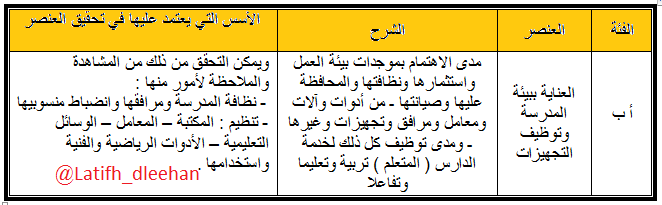 الفئة
العنصر
الشرح
الأسس التي يعتمد عليها في تحقيق العنصر
أ ب
العناية ببيئة
المدرسة
وتوظيف
التجهيزات
مدى الاهتمام بموجدات بيئة العمل
واستثمارها ونظافتها والمحافظة
عليها وصيانتها - من أدوات وآلات
ومعامل ومرافق وتجهيزات وغيرها
- ومدى توظيف كل ذلك لخدمة
الدارس ( المتعلم ) تربية وتعليما
وتفاعلا
ويمكن التحقق من ذلك من المشاهدة
والملاحظة لأمور منها :
- نظافة المدرسة ومرافقها وانضباط منسوبيها
- تنظيم : المكتبة – المعامل – الوسائل
التعليمية – الأدوات الرياضية والفنية
واستخدامها .
@Latifh_dleehan